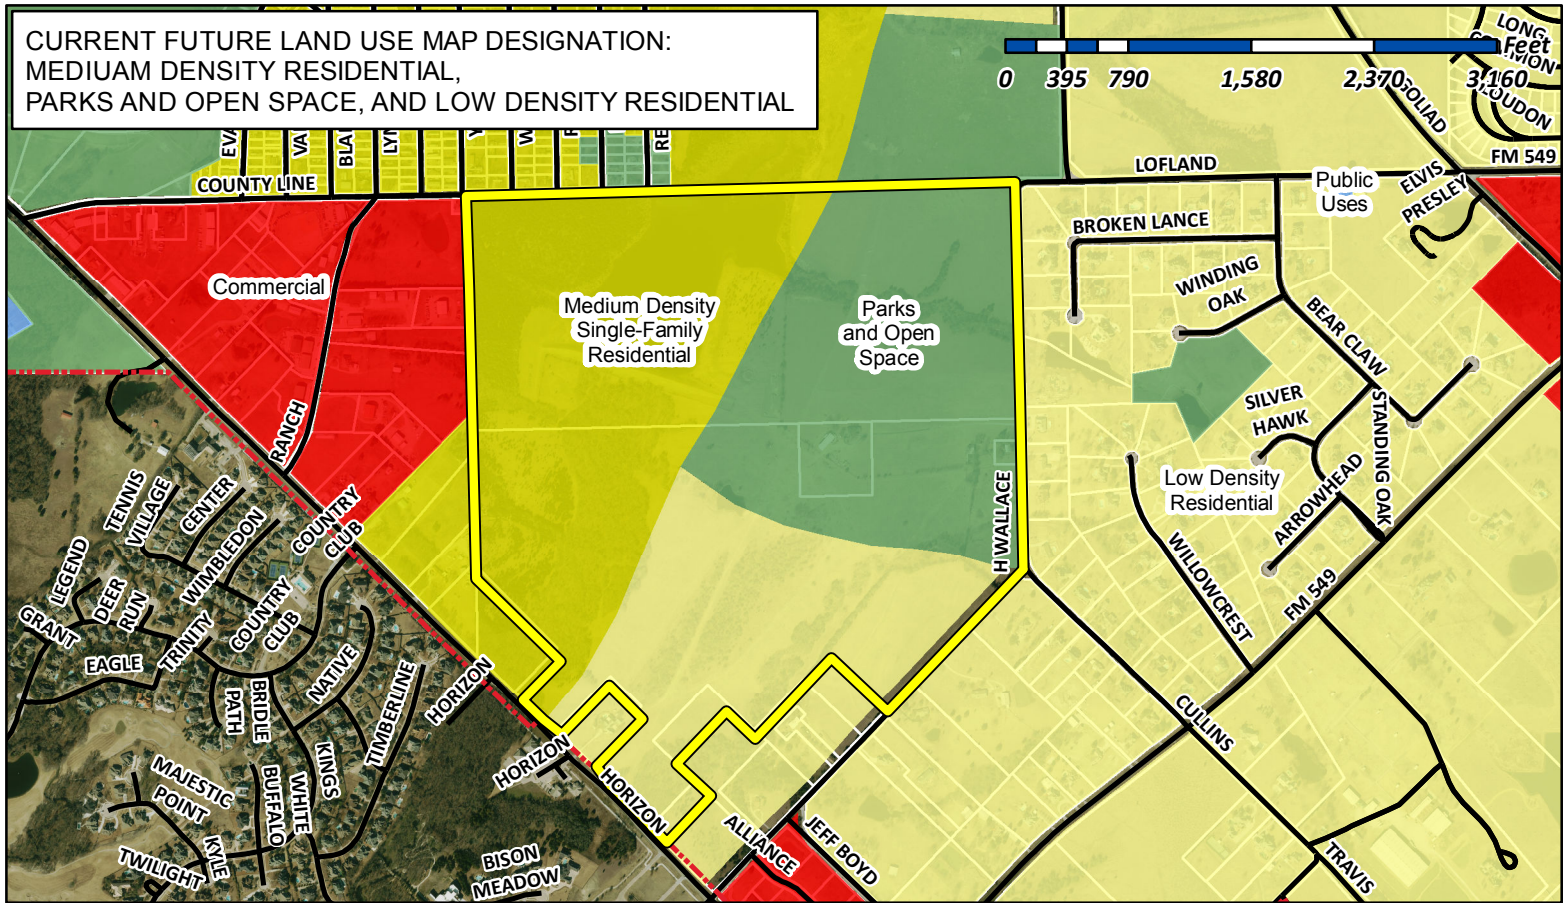 CURRENT FUTURE LAND USE MAP DESIGNATION:
MEDIUAM DENSITY RESIDENTIAL,
PARKS AND OPEN SPACE, AND LOW DENSITY RESIDENTIAL
Feet
0 395 790 1,580 2,370 3,160
LONG
LOUDON
GOLIAD
FM 549
LOFLAND
Public
Uses
ELVIS
PRESLEY
COUNTY LINE
BROKEN LANCE
WINDING
OAK
BEAR CLAW
Commercial
Medium Density
Single-Family
Residential
Parks
and Open
Space
SILVER
HAWK
STANDING OAK
RANCH
H WALLACE
Low Density
Residential
ARROWHEAD
WILLOWCREST
FM 549
TENNIS
VILLAGE
CENTER
WIMBLEDON
COUNTRY
CLUB
LEGEND
DEER
RUN
GRANT
EAGLE
TRINITY
COUNTRY
CLUB
NATIVE
BRIDLE
PATH
TIMBERLINE
HORIZON
KINGS
CULLINS
HORIZON
HORIZON
MAJESTIC
POINT
BUFFALO
WHITE
KYLE
TWILIGHT
BISON
MEADOW
ALLIANCE
JEFF BOYD
TRAVIS